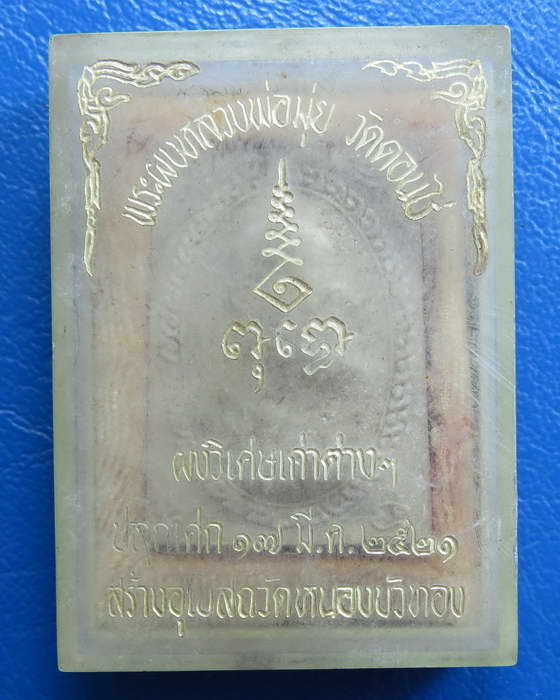 พระผงหลวงพ่อมุ่ย วัดดอนไร่
ผงวิเศษเก่าต่างๆ
ปลุกเศก ๑๗ มี.ค. ๒๕๒๑
สร้างอุโบสถวัดหนองบัวทอง